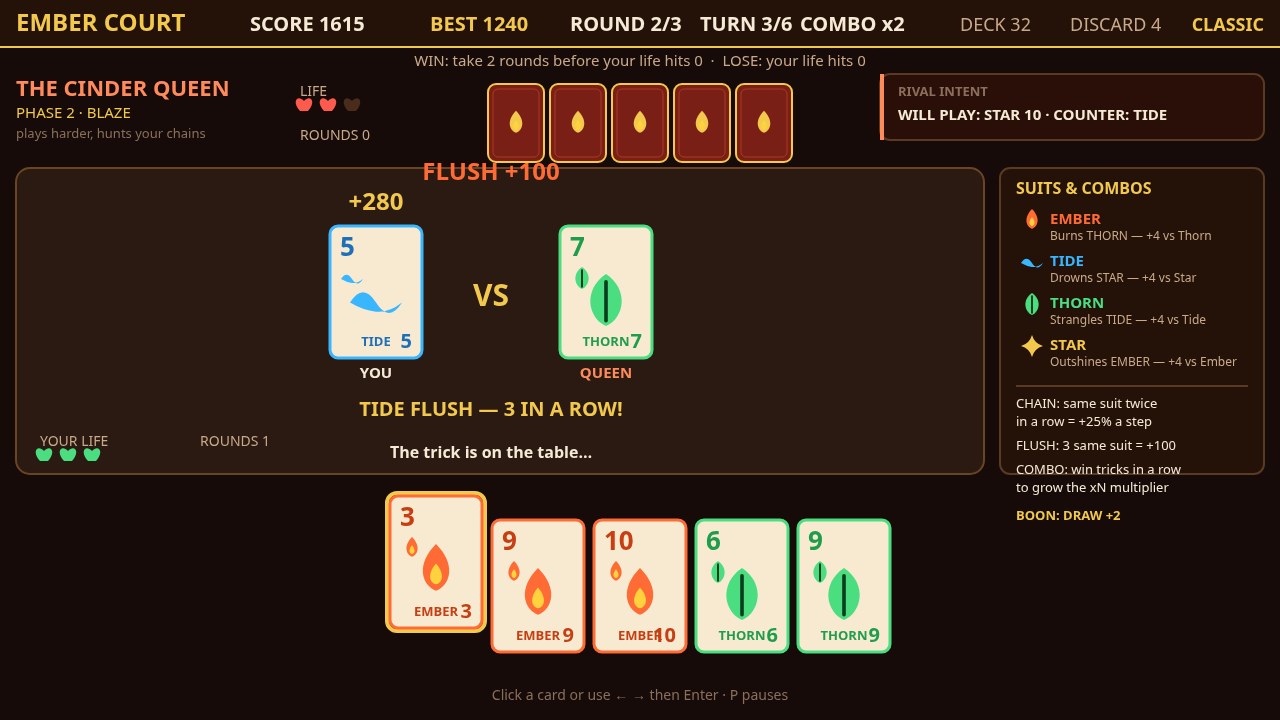 EMBER COURT
SCORE 1615
BEST 1240
ROUND 2/3
TURN 3/6
COMBO x2
DECK 32
DISCARD 4
CLASSIC
WIN: take 2 rounds before your life hits 0 · LOSE: your life hits 0
THE CINDER QUEEN
PHASE 2 · BLAZE
plays harder, hunts your chains
LIFE
ROUNDS 0
RIVAL INTENT
WILL PLAY: STAR 10 · COUNTER: TIDE
FLUSH +100
+280
5
TIDE 5
YOU
VS
7
THORN 7
QUEEN
TIDE FLUSH — 3 IN A ROW!
YOUR LIFE
ROUNDS 1
The trick is on the table...
SUITS & COMBOS
EMBER
Burns THORN — +4 vs Thorn
TIDE
Drowns STAR — +4 vs Star
THORN
Strangles TIDE — +4 vs Tide
STAR
Outshines EMBER — +4 vs Ember
CHAIN: same suit twice
in a row = +25% a step
FLUSH: 3 same suit = +100
COMBO: win tricks in a row
to grow the xN multiplier
BOON: DRAW +2
3
EMBER 3
9
EMBER 9
10
EMBER 10
6
THORN 6
9
THORN 9
Click a card or use ← → then Enter · P pauses